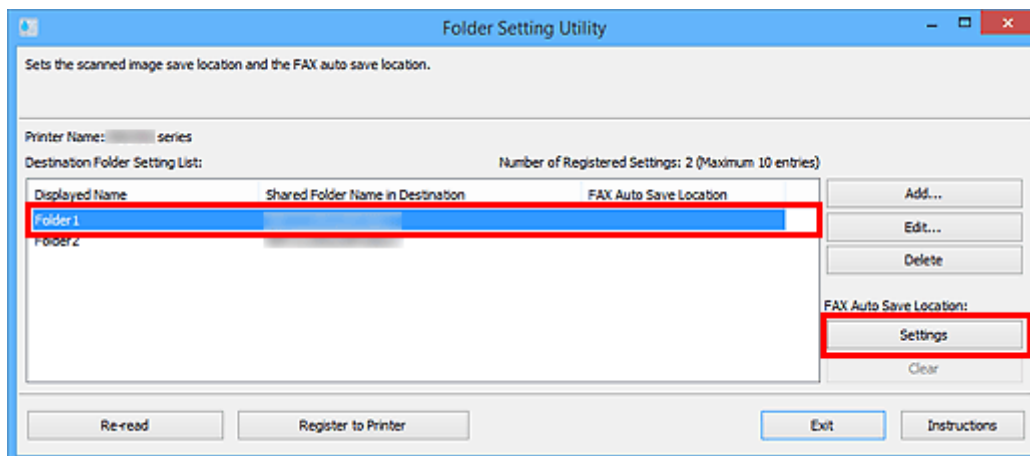 Folder Setting Utility
Sets the scanned image save location and the FAX auto save location.
Printer Name: series
Destination Folder Setting List: Number of Registered Settings: 2 (Maximum 10 entries)
Displayed Name Shared Folder Name in Destination FAX Auto Save Location
Folder1
Folder2
Add...
Edit...
Delete
FAX Auto Save Location:
Settings
Clear
Re-read Register to Printer Exit Instructions